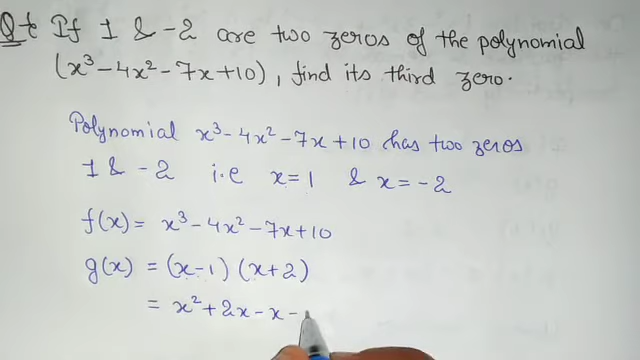 Q:6 If 1 & -2 are two zeros of the polynomial
(x³-4x²-7x+10), find its third zero.
Polynomial x³-4x²-7x+10 has two zeros
1 & -2 i.e x=1 & x=-2
f(x)= x³-4x²-7x+10
g(x) = (x-1) (x+2)
= x²+2x-x-